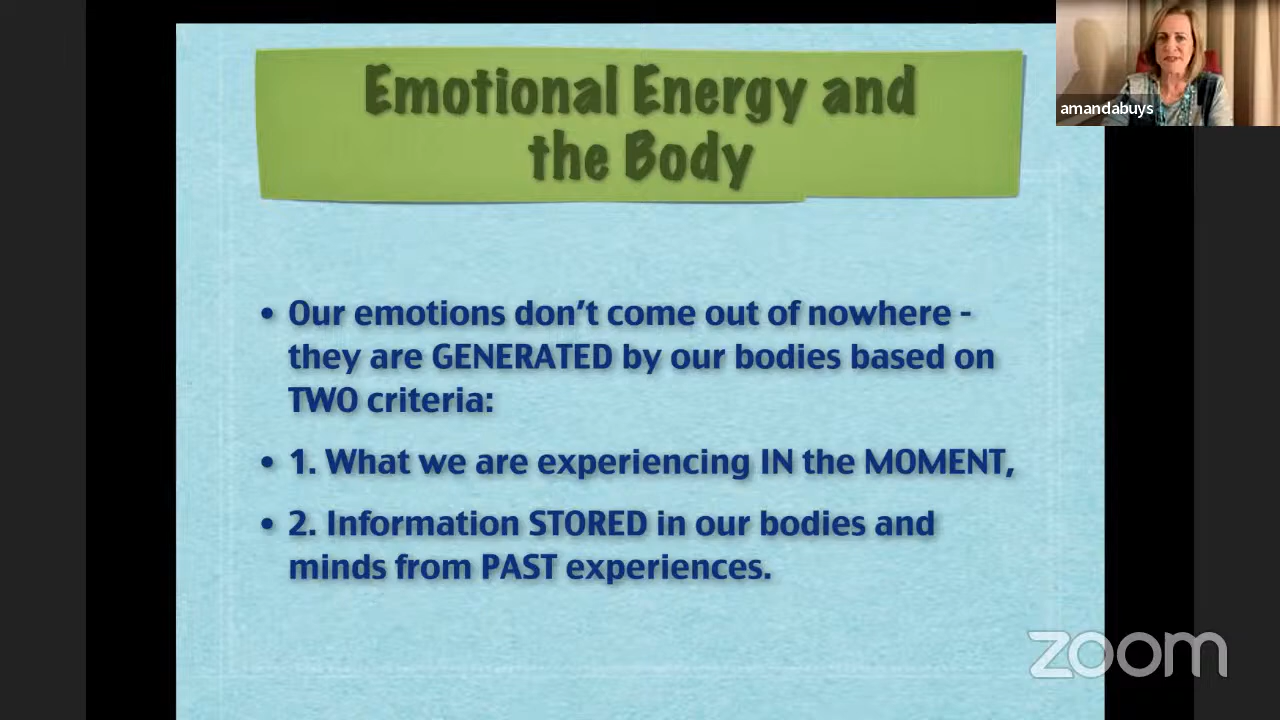 Emotional Energy and
the Body
amandabuys
• Our emotions don't come out of nowhere -
they are GENERATED by our bodies based on
TWO criteria:
• 1. What we are experiencing IN the MOMENT,
• 2. Information STORED in our bodies and
minds from PAST experiences.
zoom